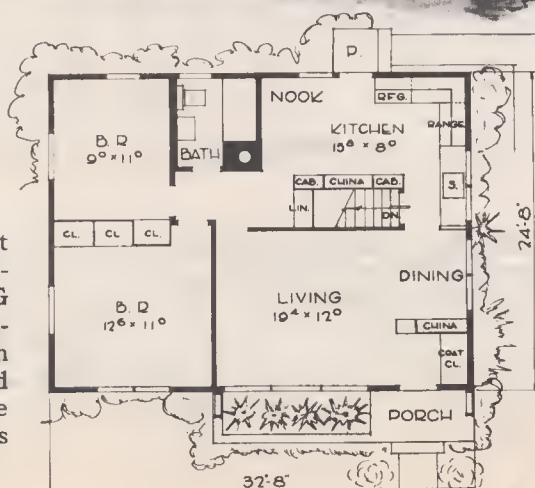 P.
NOOK
RFG.
B. R
9⁰ × 11⁰
BATH
KITCHEN
15⁸ × 8⁰
RANGE
CAB. CHINA CAB.
S.
LIN.
DN.
CL. CL CL.
24'-8"
t
-
G
-
n
d
e
s
DINING
LIVING
19⁴ × 12⁰
B. R
12⁶ × 11⁰
CHINA
COAT
CL.
PORCH
32'-8"